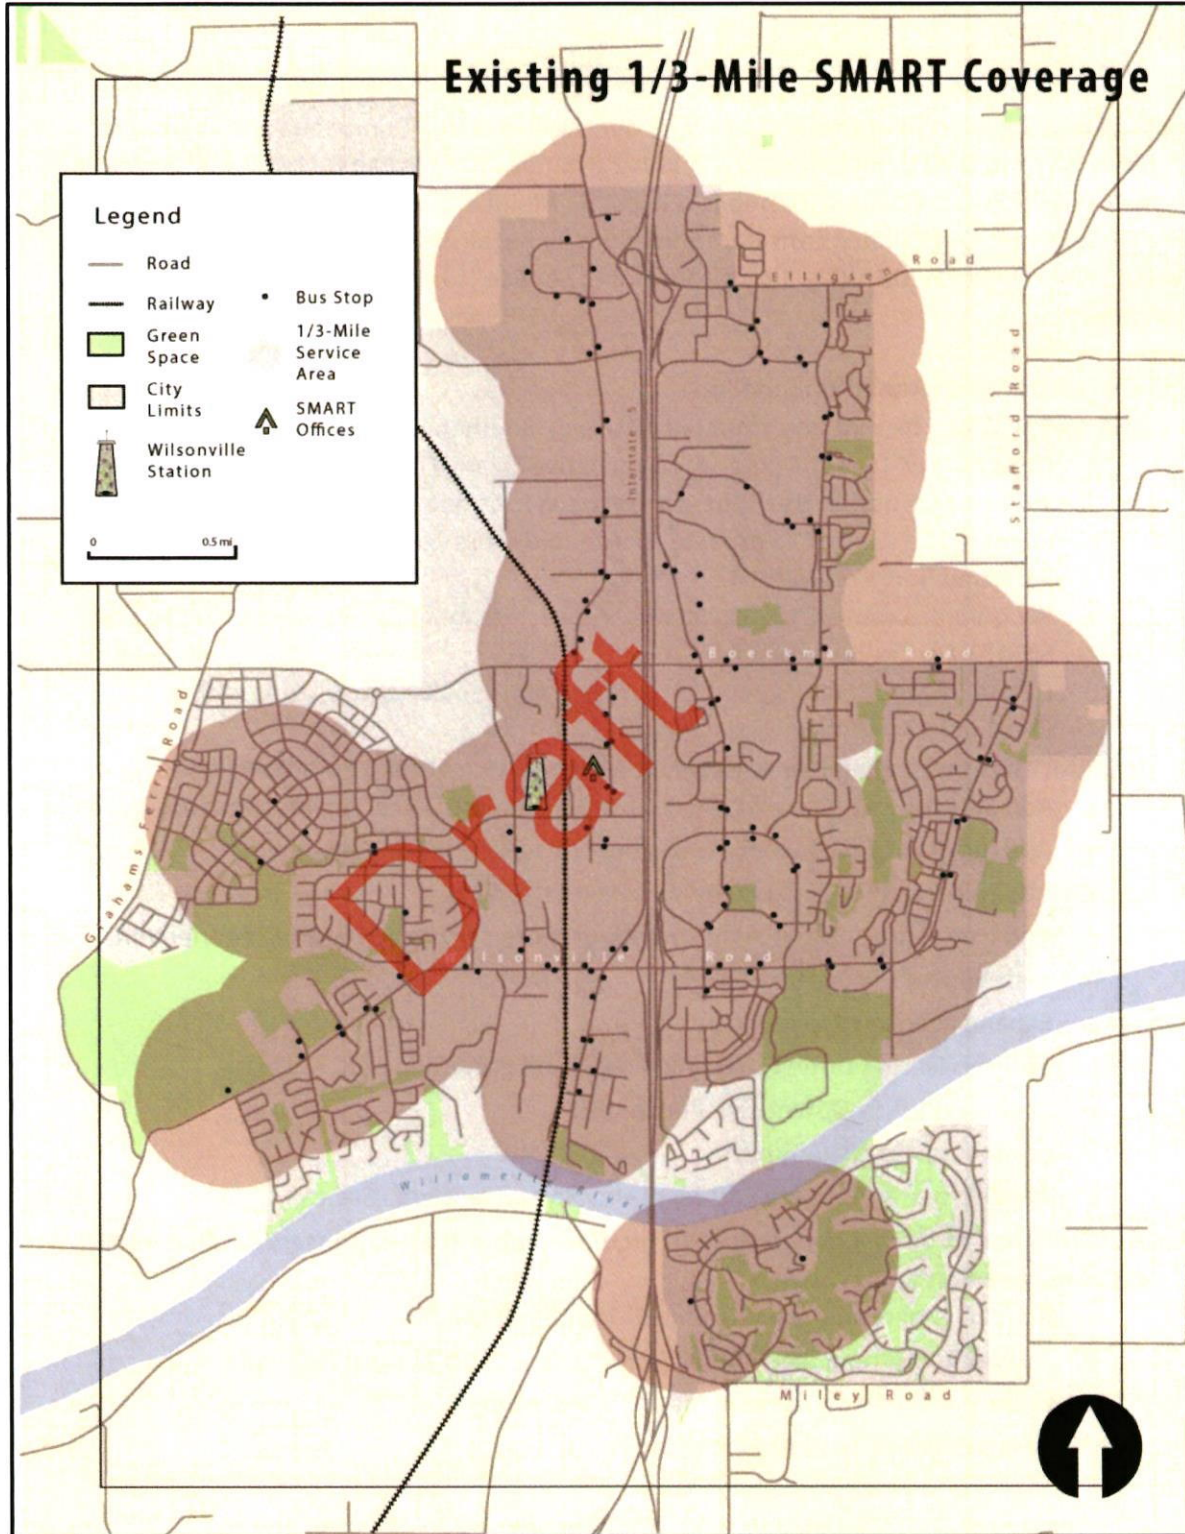 Existing 1/3-Mile SMART Coverage
Legend
Road
Railway
Green
Space
City
Limits
Wilsonville
Station
Bus Stop
1/3-Mile
Service
Area
SMART
Offices
0 0.5 mi
Elligsen Road
Stafford Road
Interstate 5
Boeckman Road
Grahams Ferry Road
Draft
Wilsonville Road
Willamette River
Miley Road